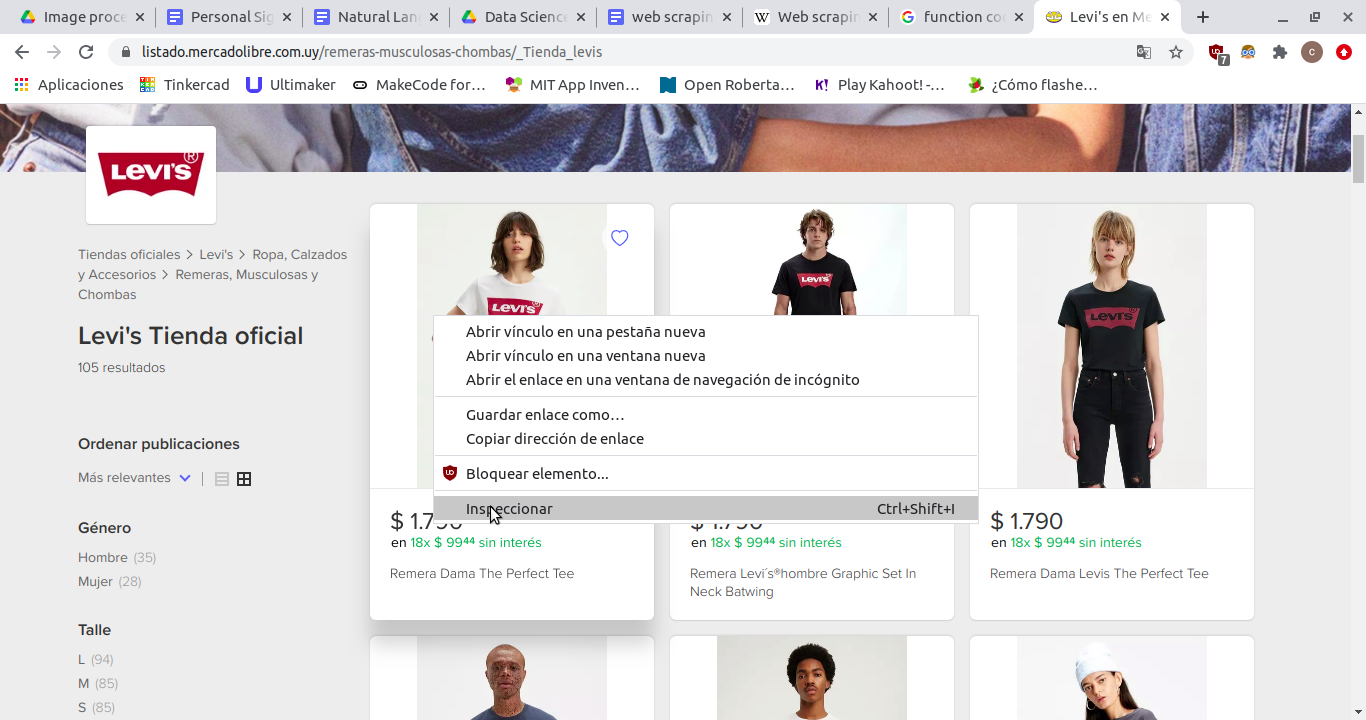 Image proce
Personal Sig
Natural Lan
Data Science
web scrapin
Web scrapin
function co
Levi's en Me
listado.mercadolibre.com.uy/remeras-musculosas-chombas/_Tienda_levis
7
c
Aplicaciones
Tinkercad
Ultimaker
MakeCode for…
MIT App Inven…
Open Roberta…
K! Play Kahoot! -…
¿Cómo flashe…
LEVI'S®
Tiendas oficiales > Levi's > Ropa, Calzados
y Accesorios > Remeras, Musculosas y
Chombas
Levi's Tienda oficial
105 resultados
Ordenar publicaciones
Más relevantes
Género
Hombre (35)
Mujer (28)
Talle
L (94)
M (85)
S (85)
LEVI'S
LEVI'S
LEVI'S
Abrir vínculo en una pestaña nueva
Abrir vínculo en una ventana nueva
Abrir el enlace en una ventana de navegación de incógnito
Guardar enlace como…
Copiar dirección de enlace
Bloquear elemento...
Inspeccionar Ctrl+Shift+I
$ 1.790
en 18x $ 99⁴⁴ sin interés
Remera Dama The Perfect Tee
$ 1.790
en 18x $ 99⁴⁴ sin interés
Remera Levi´s®hombre Graphic Set In
Neck Batwing
$ 1.790
en 18x $ 99⁴⁴ sin interés
Remera Dama Levis The Perfect Tee